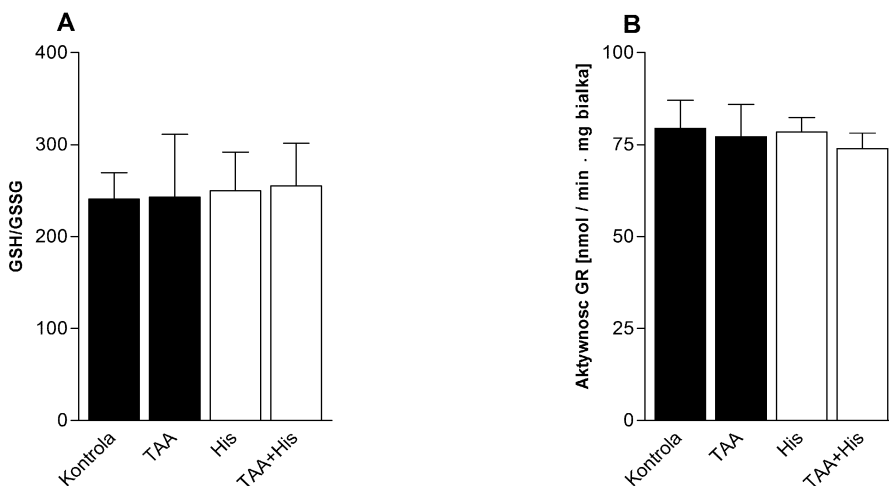 A
400
300
200
100
0
GSH/GSSG
Kontrola
TAA
His
TAA+His
B
100
75
50
25
0
Aktywnosc GR [nmol / min . mg bialka]
Kontrola
TAA
His
TAA+His